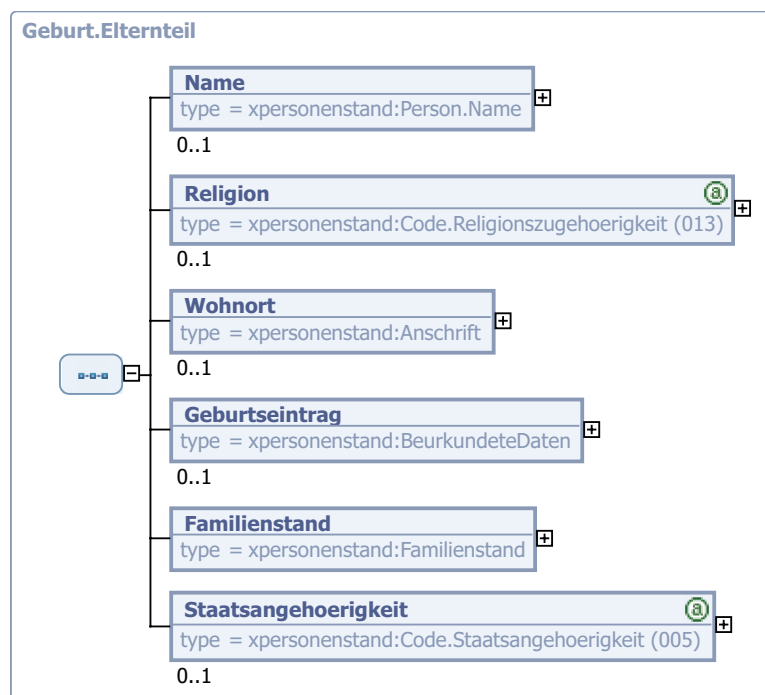 Geburt.Elternteil
Name
type = xpersonenstand:Person.Name
0..1
Religion
a
type = xpersonenstand:Code.Religionszugehoerigkeit (013)
0..1
Wohnort
type = xpersonenstand:Anschrift
0..1
Geburtseintrag
type = xpersonenstand:BeurkundeteDaten
0..1
Familienstand
type = xpersonenstand:Familienstand
Staatsangehoerigkeit
a
type = xpersonenstand:Code.Staatsangehoerigkeit (005)
0..1